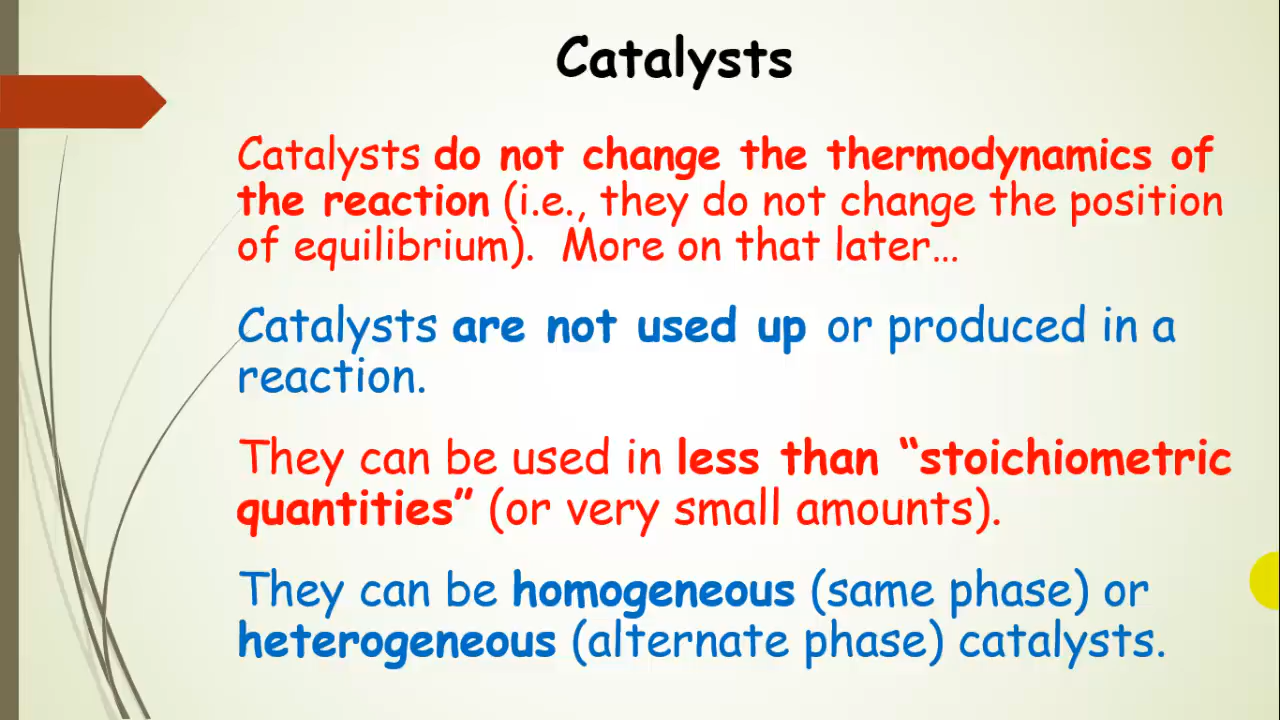 Catalysts
Catalysts do not change the thermodynamics of
the reaction (i.e., they do not change the position
of equilibrium).  More on that later…
Catalysts are not used up or produced in a
reaction.
They can be used in less than “stoichiometric
quantities” (or very small amounts).
They can be homogeneous (same phase) or
heterogeneous (alternate phase) catalysts.